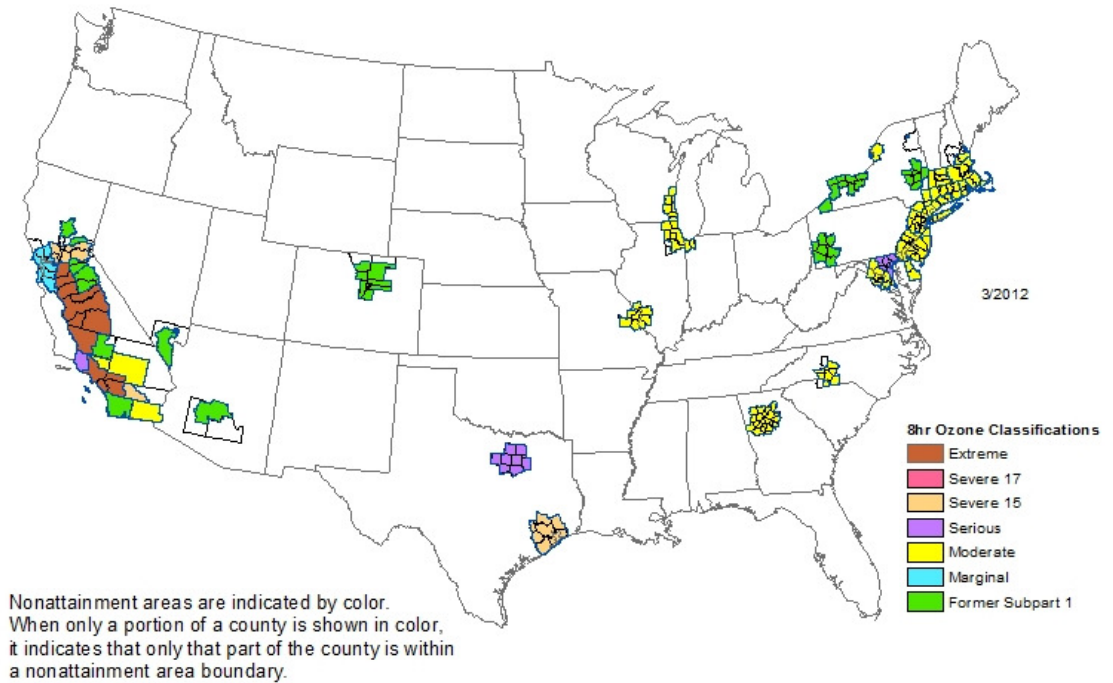 3/2012
8hr Ozone Classifications
Extreme
Severe 17
Severe 15
Serious
Moderate
Marginal
Former Subpart 1
Nonattainment areas are indicated by color.
When only a portion of a county is shown in color,
it indicates that only that part of the county is within
a nonattainment area boundary.